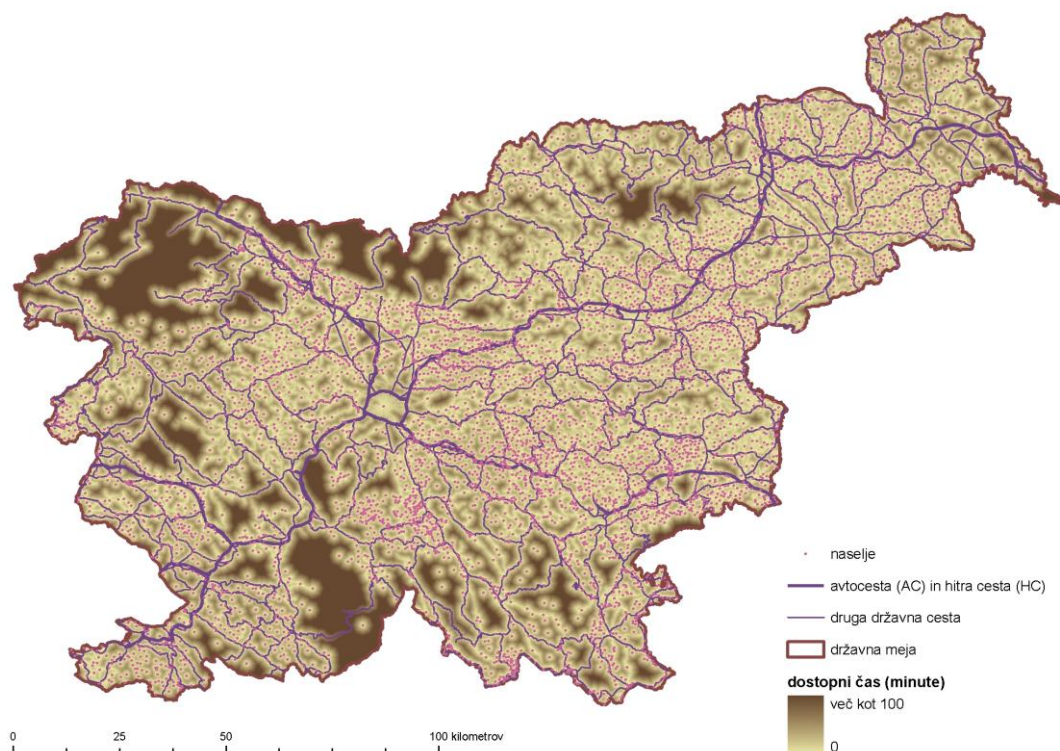 naselje
avtocesta (AC) in hitra cesta (HC)
druga državna cesta
državna meja
dostopni čas (minute)
več kot 100
0
0 25 50 100 kilometrov